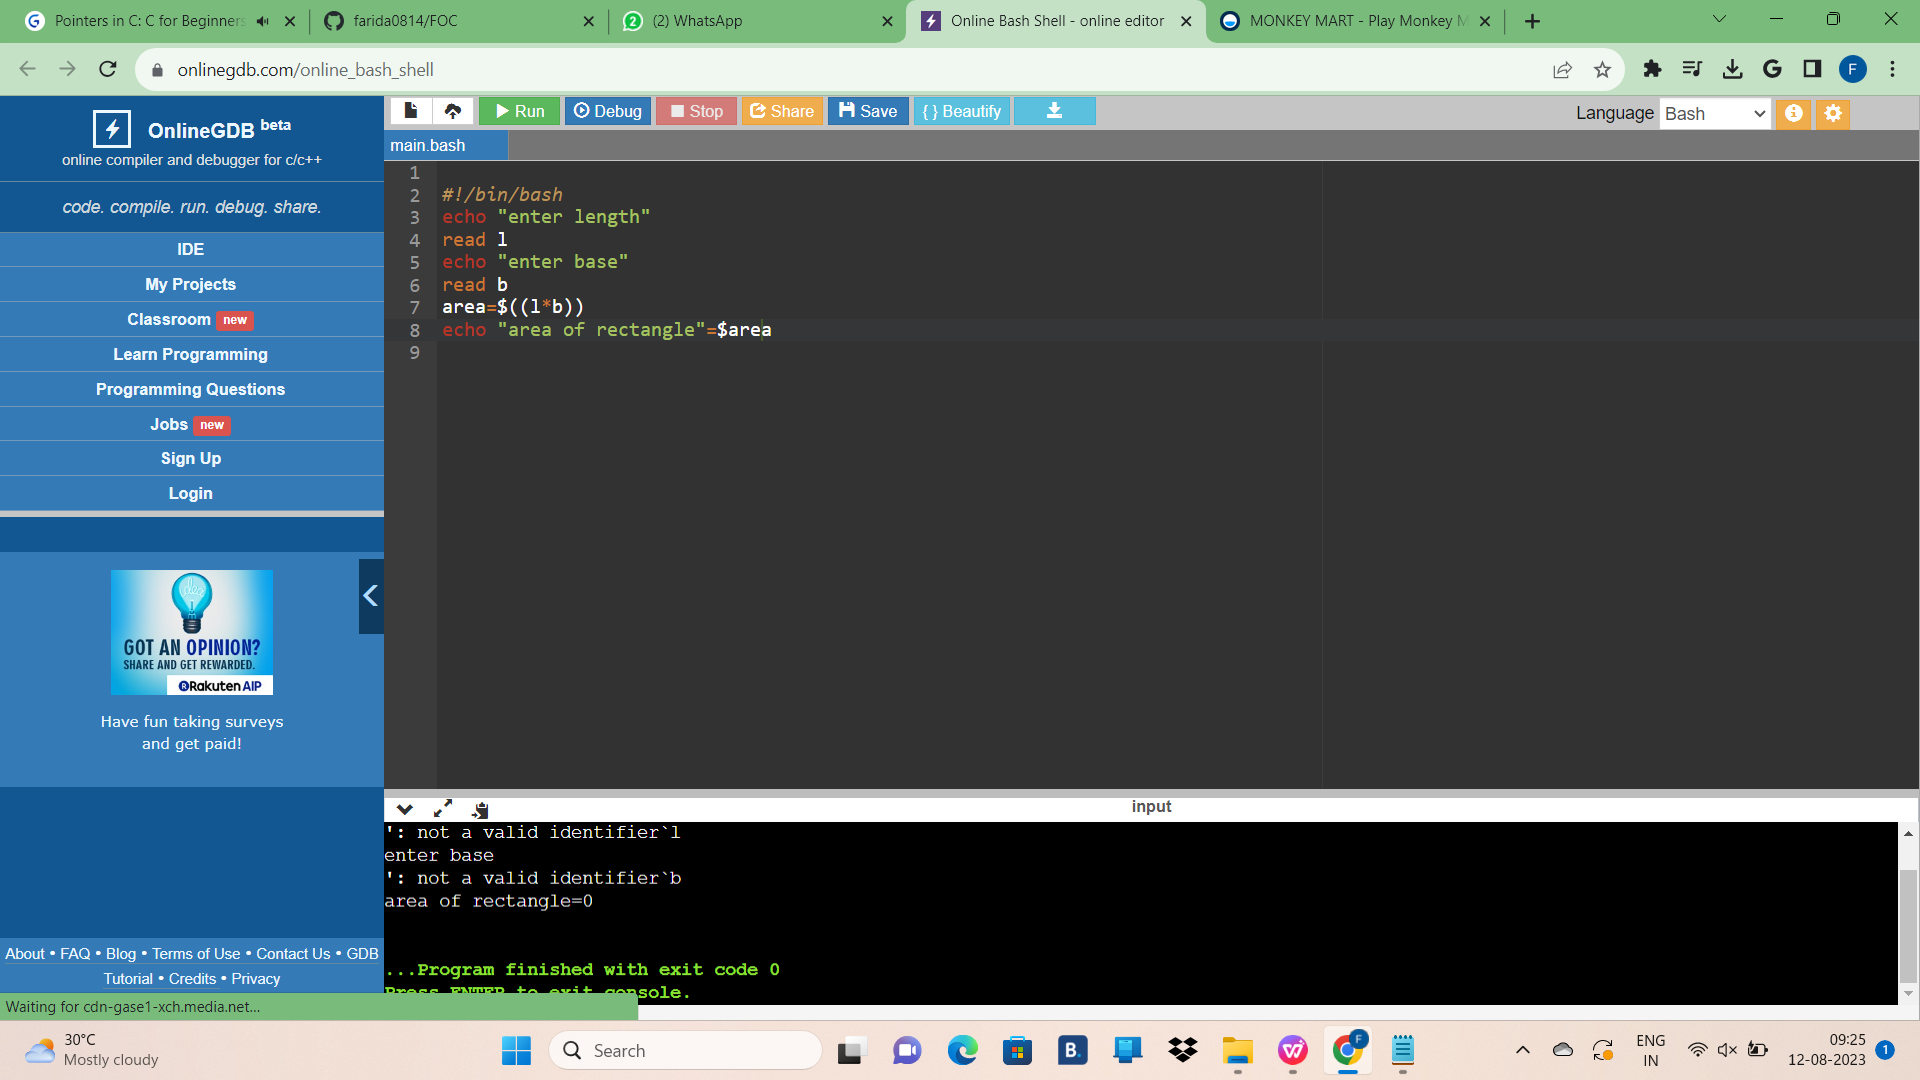 Pointers in C: C for Beginners
farida0814/FOC
(2) WhatsApp
Online Bash Shell - online editor
MONKEY MART - Play Monkey M
onlinegdb.com/online_bash_shell
F
OnlineGDB beta
online compiler and debugger for c/c++
code. compile. run. debug. share.
IDE
My Projects
Classroom new
Learn Programming
Programming Questions
Jobs new
Sign Up
Login
GOT AN OPINION?
SHARE AND GET REWARDED.
Rakuten AIP
Have fun taking surveys
and get paid!
About • FAQ • Blog • Terms of Use • Contact Us • GDB
Tutorial • Credits • Privacy
Waiting for cdn-gase1-xch.media.net...
Run
Debug
Stop
Share
Save
{ } Beautify
Language Bash
main.bash
1
2 #!/bin/bash
3 echo "enter length"
4 read l
5 echo "enter base"
6 read b
7 area=$((l*b))
8 echo "area of rectangle"=$area
9
input
': not a valid identifier`l
enter base
': not a valid identifier`b
area of rectangle=0
...Program finished with exit code 0
Press ENTER to exit console.
30°C
Mostly cloudy
Search
B.
F
ENG
IN
09:25
12-08-2023
1